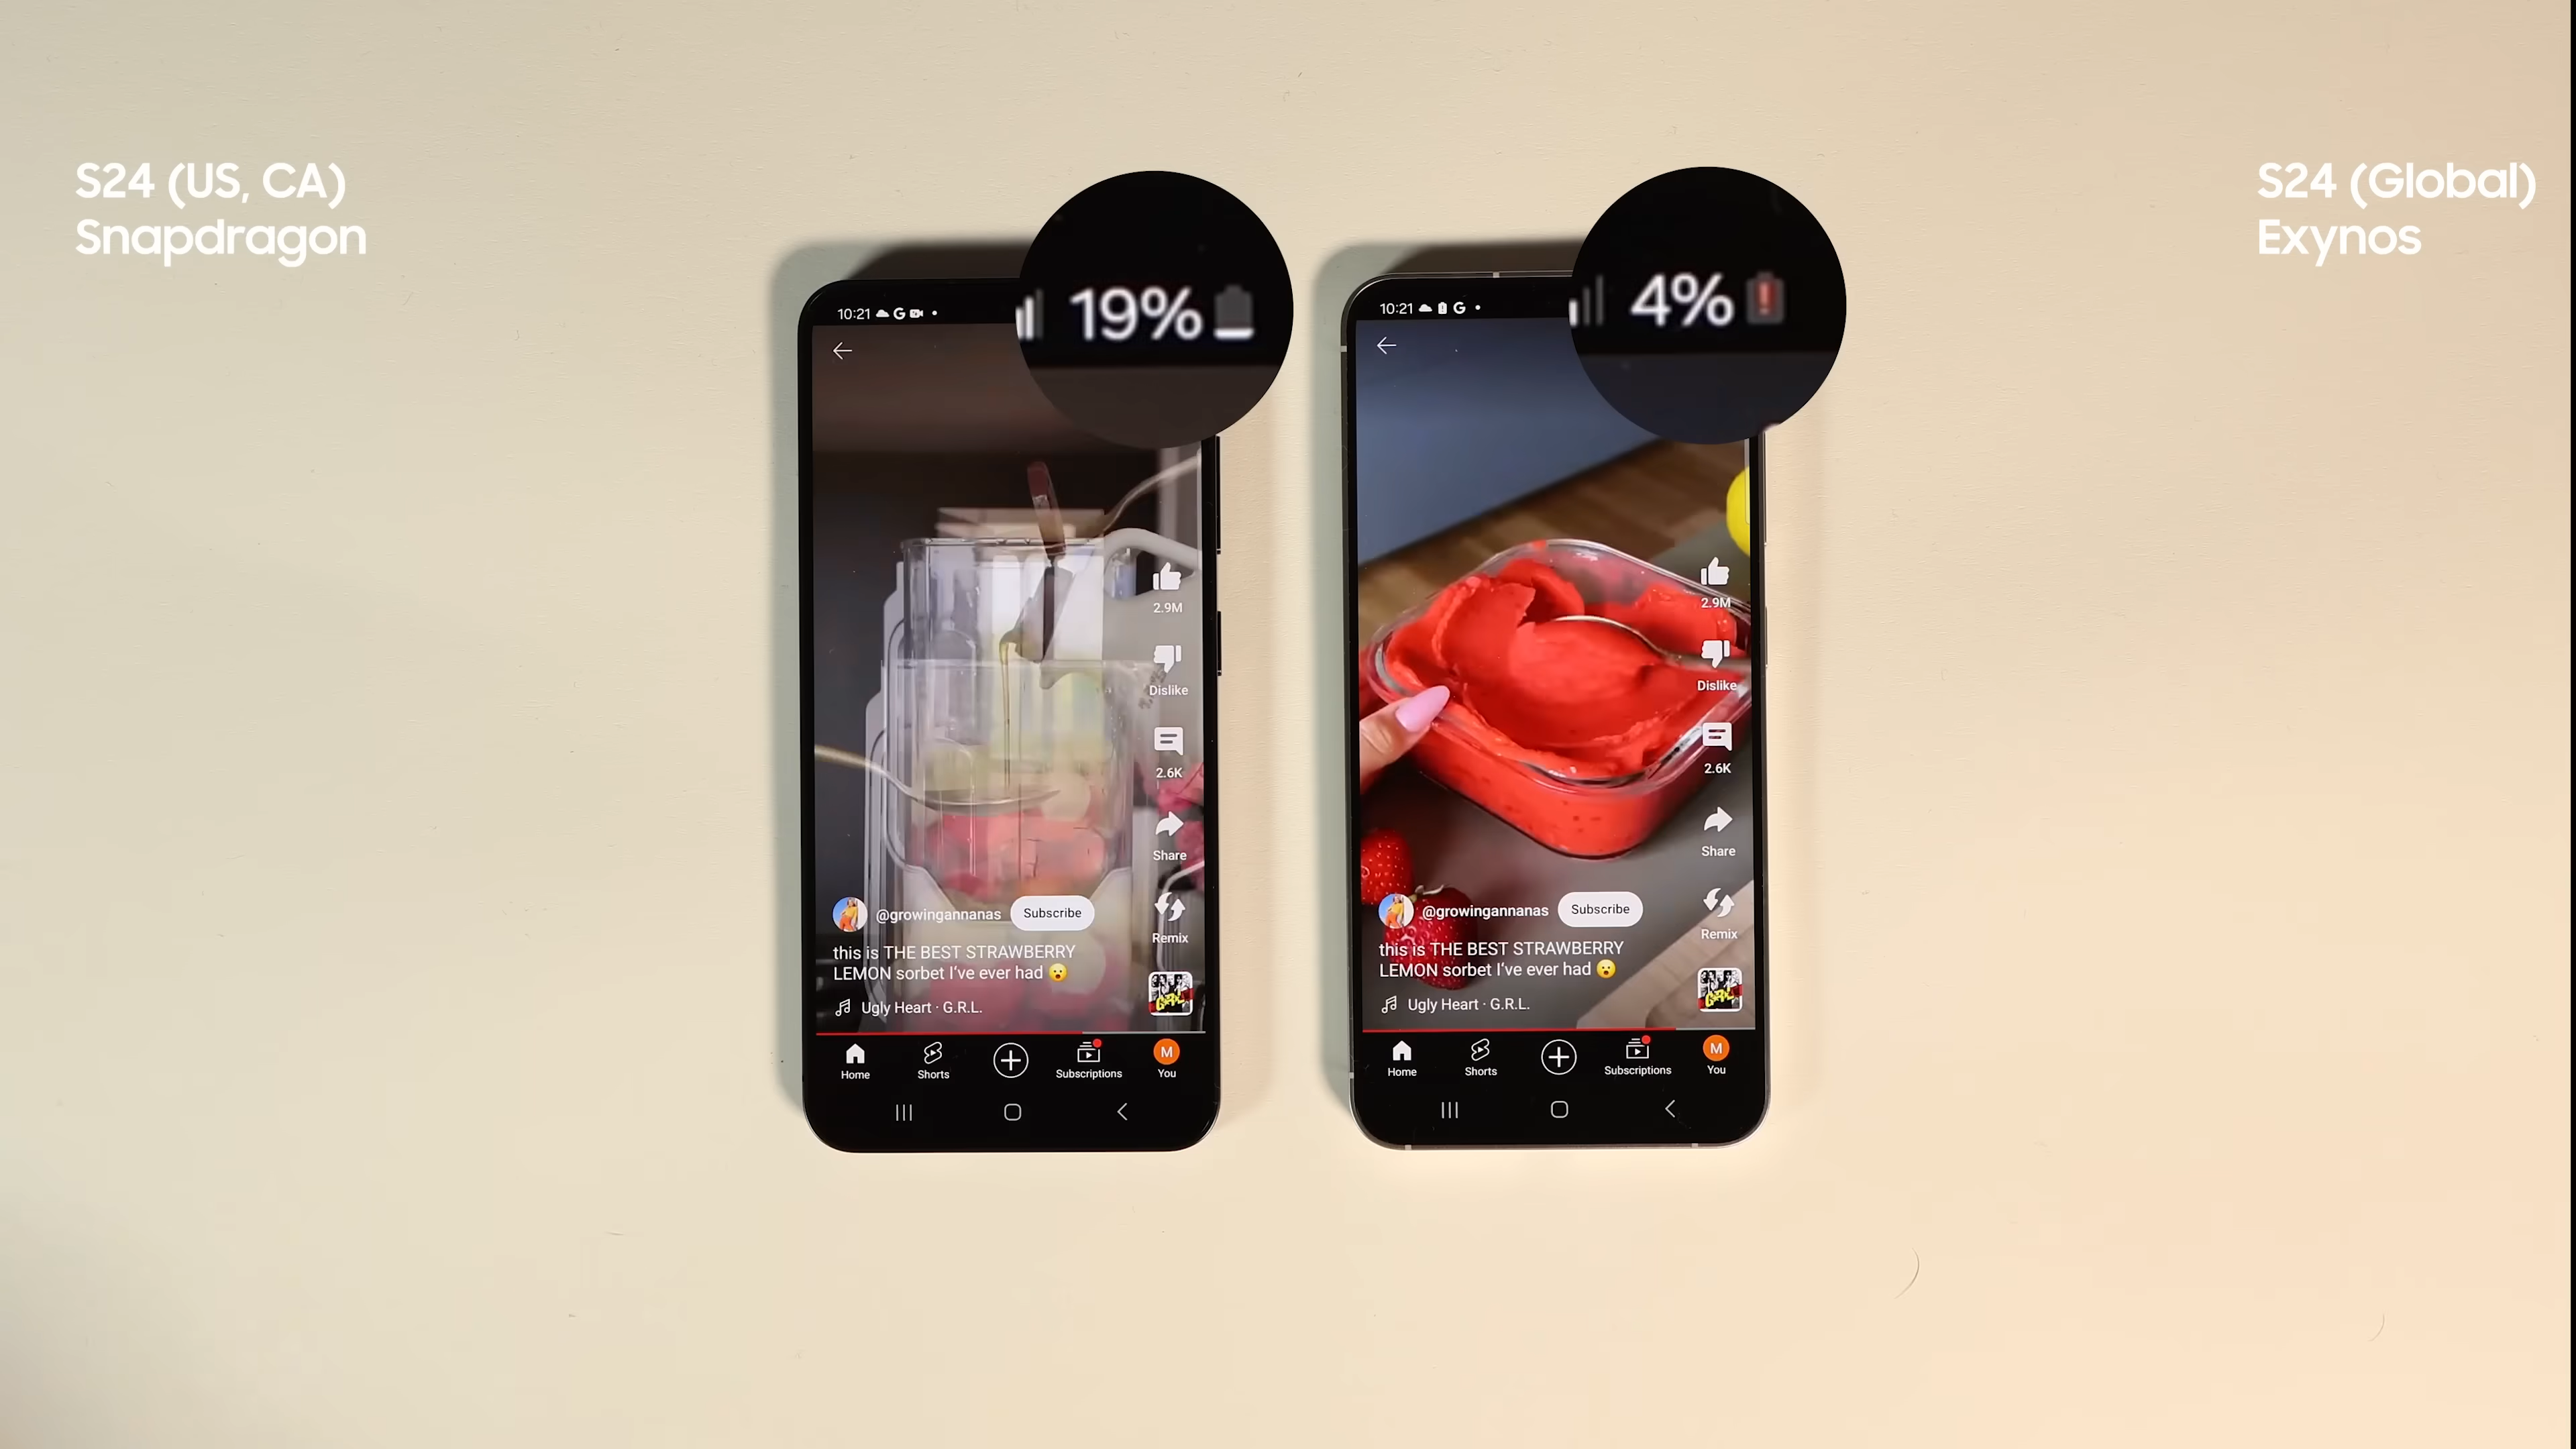 S24 (US, CA)
Snapdragon
S24 (Global)
Exynos
10:21
19%
2.9M
Dislike
2.6K
Share
Remix
@growingannanas
Subscribe
this is THE BEST STRAWBERRY
LEMON sorbet I've ever had 😮
Ugly Heart · G.R.L.
Home
Shorts
Subscriptions
M
You
10:21
4%
2.9M
Dislike
2.6K
Share
Remix
@growingannanas
Subscribe
this is THE BEST STRAWBERRY
LEMON sorbet I've ever had 😮
Ugly Heart · G.R.L.
Home
Shorts
Subscriptions
M
You